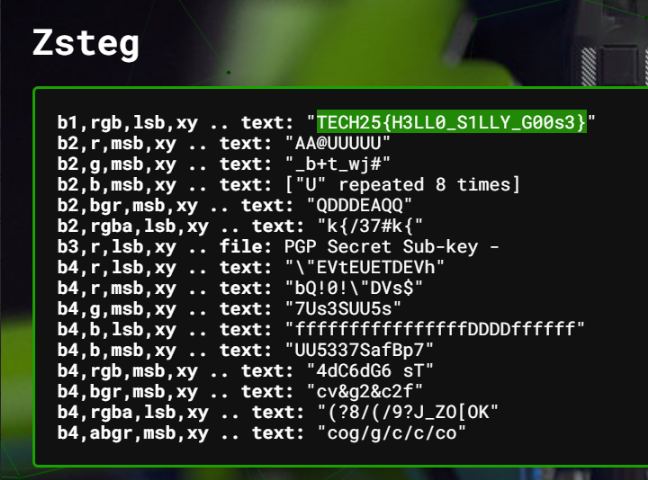 Zsteg
b1,rgb,lsb,xy .. text: "TECH25{H3LL0_S1LLY_G00s3}"
b2,r,msb,xy .. text: "AA@UUUUU"
b2,g,msb,xy .. text: "_b+t_wj#"
b2,b,msb,xy .. text: ["U" repeated 8 times]
b2,bgr,msb,xy .. text: "QDDDEAQQ"
b2,rgba,lsb,xy .. text: "k{/37#k{"
b3,r,lsb,xy .. file: PGP Secret Sub-key -
b4,r,lsb,xy .. text: "\"EVtEUETDEVh"
b4,r,msb,xy .. text: "bQ!0!\"DVs$"
b4,g,msb,xy .. text: "7Us3SUU5s"
b4,b,lsb,xy .. text: "ffffffffffffffffDDDDffffff"
b4,b,msb,xy .. text: "UU5337SafBp7"
b4,rgb,msb,xy .. text: "4dC6dG6 sT"
b4,bgr,msb,xy .. text: "cv&g2&c2f"
b4,rgba,lsb,xy .. text: "(?8/(/9?J_ZO[OK"
b4,abgr,msb,xy .. text: "cog/g/c/c/co"